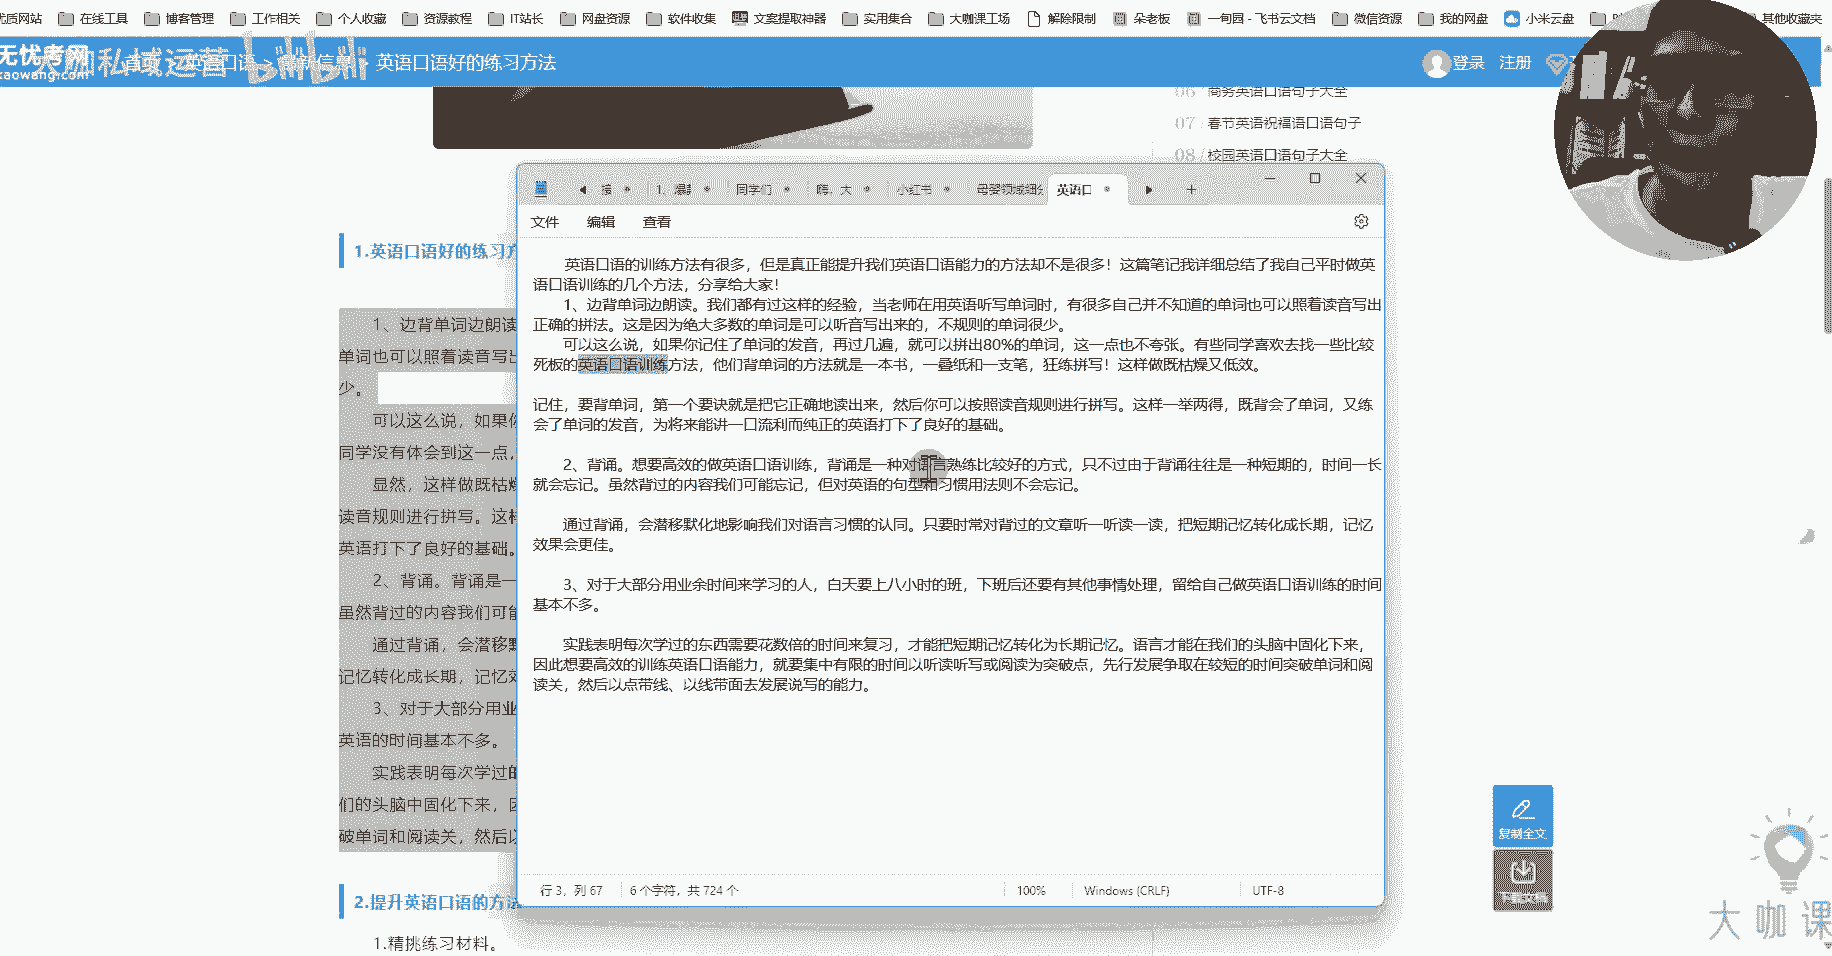 优质网站 在线工具 博客管理 工作相关 个人收藏 资源教程 IT站长 网盘资源 软件收集 文案提取神器 实用集合 大咖课工场 解除限制 朵老板 一甸园 - 飞书云文档 微信资源 我的网盘 小米云盘 其他收藏夹
无忧考网
kaowang.com
大咖私域运营 bilibili
首页 > 英语口语 > 最新信息 > 英语口语好的练习方法
登录 注册
06 / 商务英语口语句子大全
07 / 春节英语祝福语口语句子
08 / 校园英语口语句子大全
1.英语口语好的练习方
1、边背单词边朗读
单词也可以照着读音写出
少。
可以这么说，如果你
同学没有体会到这一点，
显然，这样做既枯燥
读音规则进行拼写。这样
英语打下了良好的基础。
2、背诵。背诵是一
虽然背过的内容我们可能
通过背诵，会潜移默
记忆转化成长期，记忆效
3、对于大部分用业
英语的时间基本不多。
实践表明每次学过的
们的头脑中固化下来，因
破单词和阅读关，然后以
2.提升英语口语的方法
1.精挑练习材料。
接 1、爆款 同学们 嗨，大 小红书 母婴领域细分 英语口
文件 编辑 查看
英语口语的训练方法有很多，但是真正能提升我们英语口语能力的方法却不是很多！这篇笔记我详细总结了我自己平时做英
语口语训练的几个方法，分享给大家！
1、边背单词边朗读。我们都有过这样的经验，当老师在用英语听写单词时，有很多自己并不知道的单词也可以照着读音写出
正确的拼法。这是因为绝大多数的单词是可以听音写出来的，不规则的单词很少。
可以这么说，如果你记住了单词的发音，再过几遍，就可以拼出80%的单词，这一点也不夸张。有些同学喜欢去找一些比较
死板的英语口语训练方法，他们背单词的方法就是一本书，一叠纸和一支笔，狂练拼写！这样做既枯燥又低效。
记住，要背单词，第一个要诀就是把它正确地读出来，然后你可以按照读音规则进行拼写。这样一举两得，既背会了单词，又练
会了单词的发音，为将来能讲一口流利而纯正的英语打下了良好的基础。
2、背诵。想要高效的做英语口语训练，背诵是一种对语言熟练比较好的方式，只不过由于背诵往往是一种短期的，时间一长
就会忘记。虽然背过的内容我们可能忘记，但对英语的句型和习惯用法则不会忘记。
通过背诵，会潜移默化地影响我们对语言习惯的认同。只要时常对背过的文章听一听读一读，把短期记忆转化成长期，记忆
效果会更佳。
3、对于大部分用业余时间来学习的人，白天要上八小时的班，下班后还要有其他事情处理，留给自己做英语口语训练的时间
基本不多。
实践表明每次学过的东西需要花数倍的时间来复习，才能把短期记忆转化为长期记忆。语言才能在我们的头脑中固化下来，
因此想要高效的训练英语口语能力，就要集中有限的时间以听读听写或阅读为突破点，先行发展争取在较短的时间突破单词和阅
读关，然后以点带线、以线带面去发展说写的能力。
行 3，列 67 6 个字符，共 724 个 100% Windows (CRLF) UTF-8
复制全文
大咖课